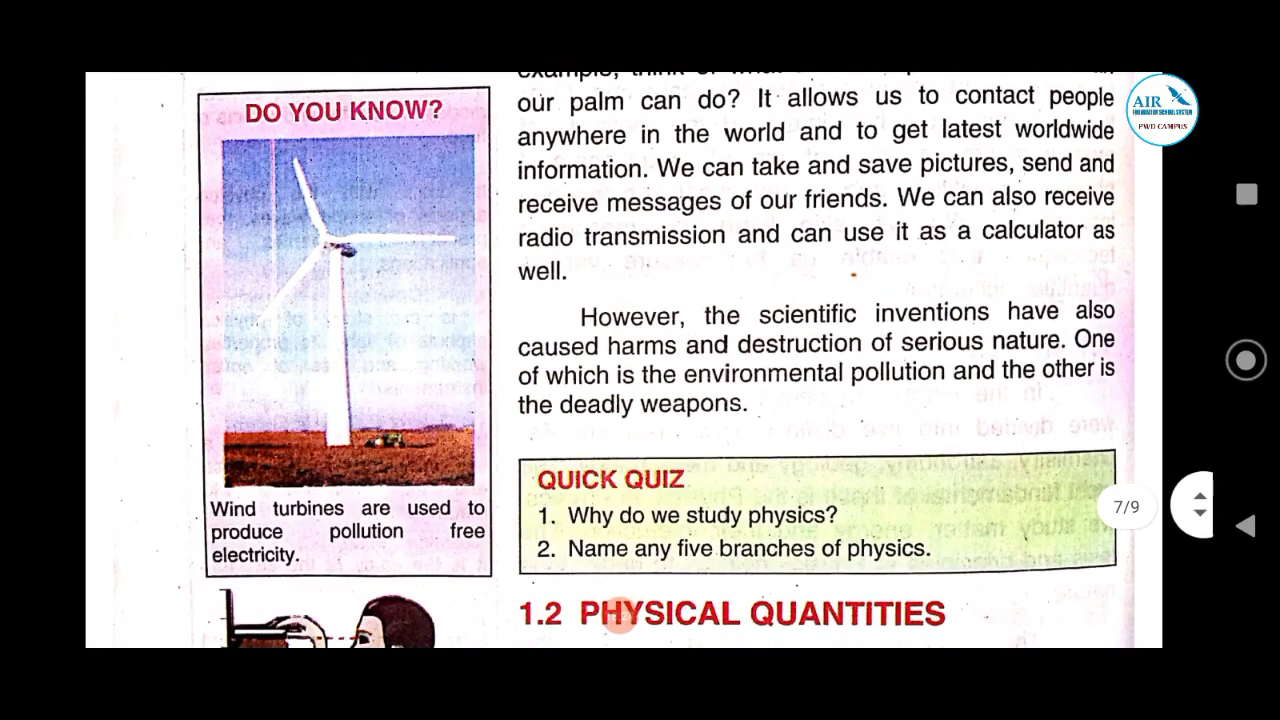 DO YOU KNOW?
Wind turbines are used to
produce pollution free
electricity.
our palm can do? It allows us to contact people
anywhere in the world and to get latest worldwide
information. We can take and save pictures, send and
receive messages of our friends. We can also receive
radio transmission and can use it as a calculator as
well.
However, the scientific inventions have also
caused harms and destruction of serious nature. One
of which is the environmental pollution and the other is
the deadly weapons.
QUICK QUIZ
1. Why do we study physics?
2. Name any five branches of physics.
1.2 PHYSICAL QUANTITIES
AIR
FOUNDATION SCHOOL SYSTEM
PWD CAMPUS
7/9